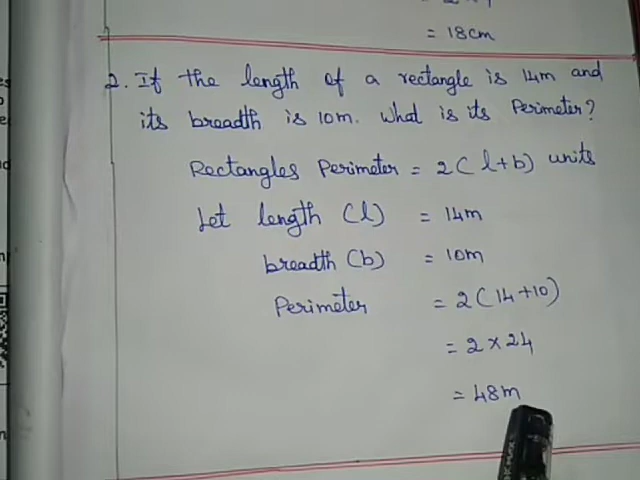 = 18cm
2. If the length of a rectangle is 14m and
its breadth is 10m. What is its Perimeter?
Rectangles Perimeter = 2(l+b) units
Let length (l) = 14m
breadth (b) = 10m
Perimeter = 2(14+10)
= 2 × 24
= 48m